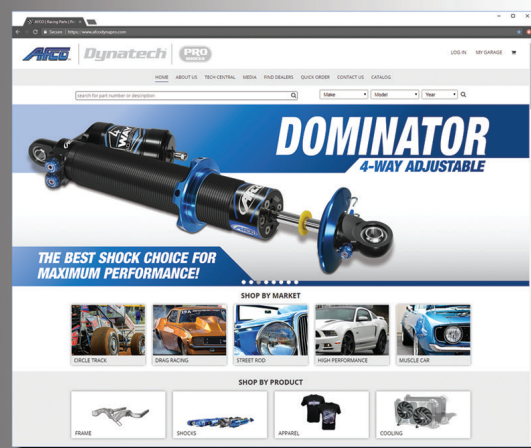 AFCO | Racing Parts | Pro
Secure | https://www.afcodynapro.com
AFCO Dynatech PRO SHOCKS
LOG IN MY GARAGE
HOME ABOUT US TECH CENTRAL MEDIA FIND DEALERS QUICK ORDER CONTACT US CATALOG
search for part number or description Make Model Year
DOMINATOR
4-WAY ADJUSTABLE
THE BEST SHOCK CHOICE FOR
MAXIMUM PERFORMANCE!
SHOP BY MARKET
CIRCLE TRACK DRAG RACING STREET ROD HIGH PERFORMANCE MUSCLE CAR
SHOP BY PRODUCT
FRAME SHOCKS APPAREL COOLING